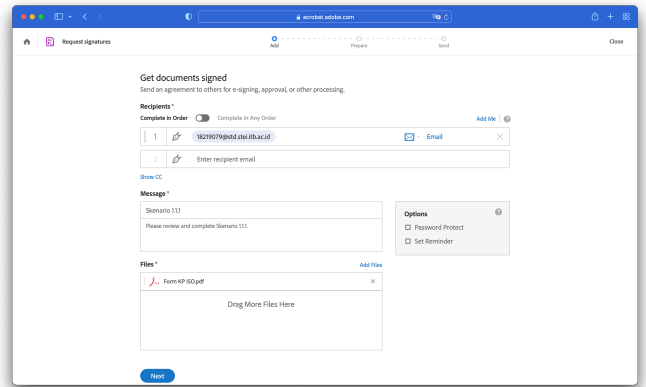 acrobat.adobe.com
Request signatures
Add
Prepare
Send
Close
Get documents signed
Send an agreement to others for e-signing, approval, or other processing.
Recipients *
Complete in Order Complete in Any Order
Add Me
?
1 18219079@std.stei.itb.ac.id Email
2 Enter recipient email
Show CC
Message *
Skenario 1.1.1
Please review and complete Skenario 1.1.1.
Options ?
Password Protect
Set Reminder
Files * Add Files
Form KP ISO.pdf
Drag More Files Here
Next